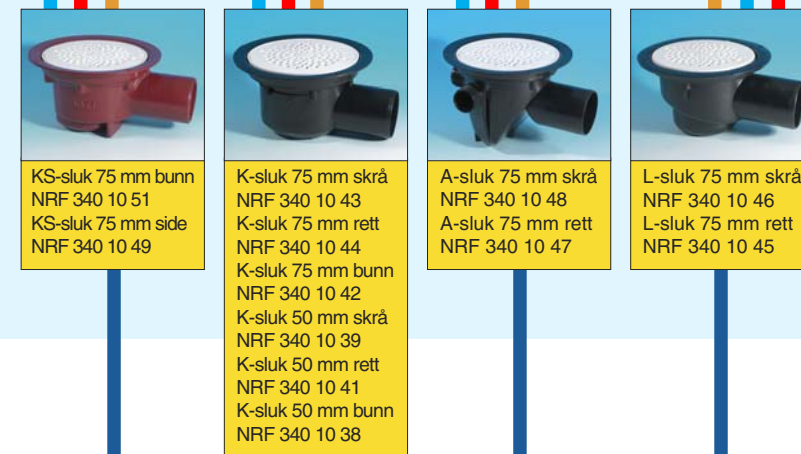 KS-sluk 75 mm bunn
NRF 340 10 51
KS-sluk 75 mm side
NRF 340 10 49
K-sluk 75 mm skrå
NRF 340 10 43
K-sluk 75 mm rett
NRF 340 10 44
K-sluk 75 mm bunn
NRF 340 10 42
K-sluk 50 mm skrå
NRF 340 10 39
K-sluk 50 mm rett
NRF 340 10 41
K-sluk 50 mm bunn
NRF 340 10 38
A-sluk 75 mm skrå
NRF 340 10 48
A-sluk 75 mm rett
NRF 340 10 47
L-sluk 75 mm skrå
NRF 340 10 46
L-sluk 75 mm rett
NRF 340 10 45